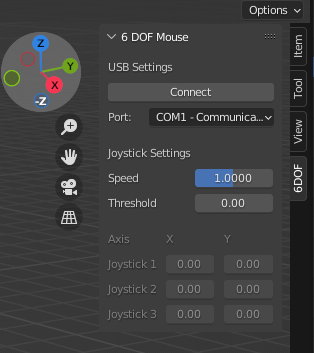 Options
6 DOF Mouse
Z
Y
X
-Z
USB Settings
Connect
Port: COM1 - Communica...
Joystick Settings
Speed 1.0000
Threshold 0.00
Axis X Y
Joystick 1 0.00 0.00
Joystick 2 0.00 0.00
Joystick 3 0.00 0.00
Item
Tool
View
6DOF